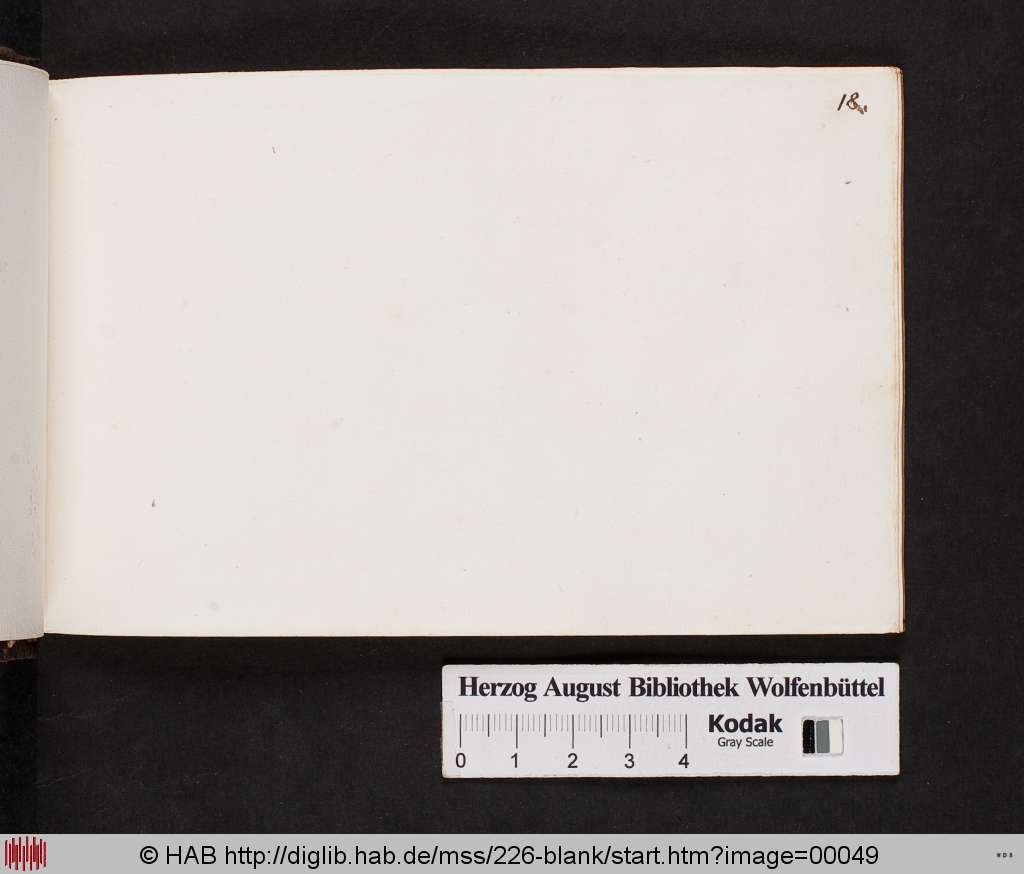 18.
Herzog August Bibliothek Wolfenbüttel
Kodak
Gray Scale
0 1 2 3 4
© HAB http://diglib.hab.de/mss/226-blank/start.htm?image=00049
WDB